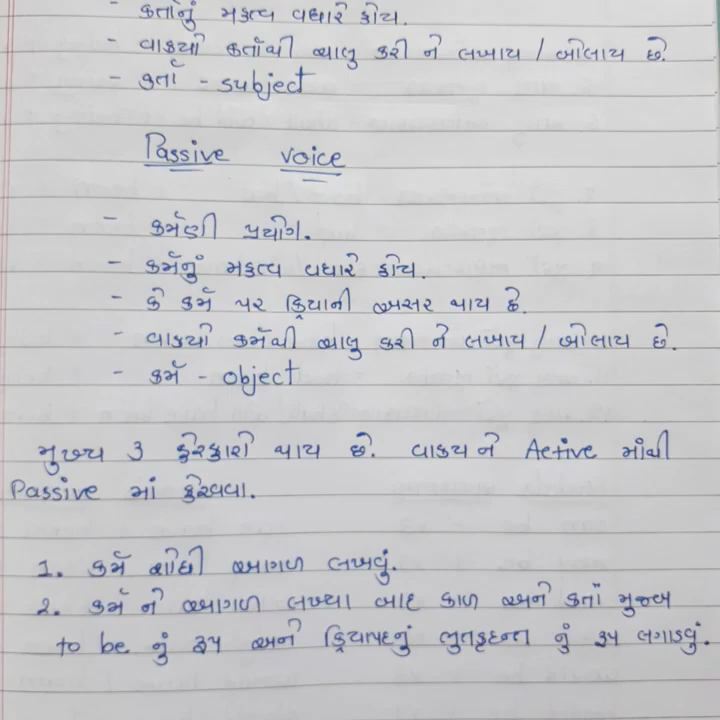 - કર્તાનું મહત્વ વધારે હોય.
- વાક્યો કર્તાથી ચાલુ કરી ને લખાય / બોલાય છે.
- કર્તા - subject
Passive voice
- કર્મણી પ્રયોગ.
- કર્મનું મહત્વ વધારે હોય.
- કે કર્મ પર ક્રિયાની અસર થાય છે.
- વાક્યો કર્મથી ચાલુ કરી ને લખાય / બોલાય છે.
- કર્મ - object
મુખ્ય 3 ફેરફારો થાય છે. વાક્ય ને Active માંથી
Passive માં ફેરવવા.
1. કર્મ શોધી આગળ લખવું.
2. કર્મ ને આગળ લખ્યા બાદ કાળ અને કર્તા મુજબ
to be નું રૂપ અને ક્રિયાપદનું ભુતકૃદન્ત નું રૂપ લગાડવું.